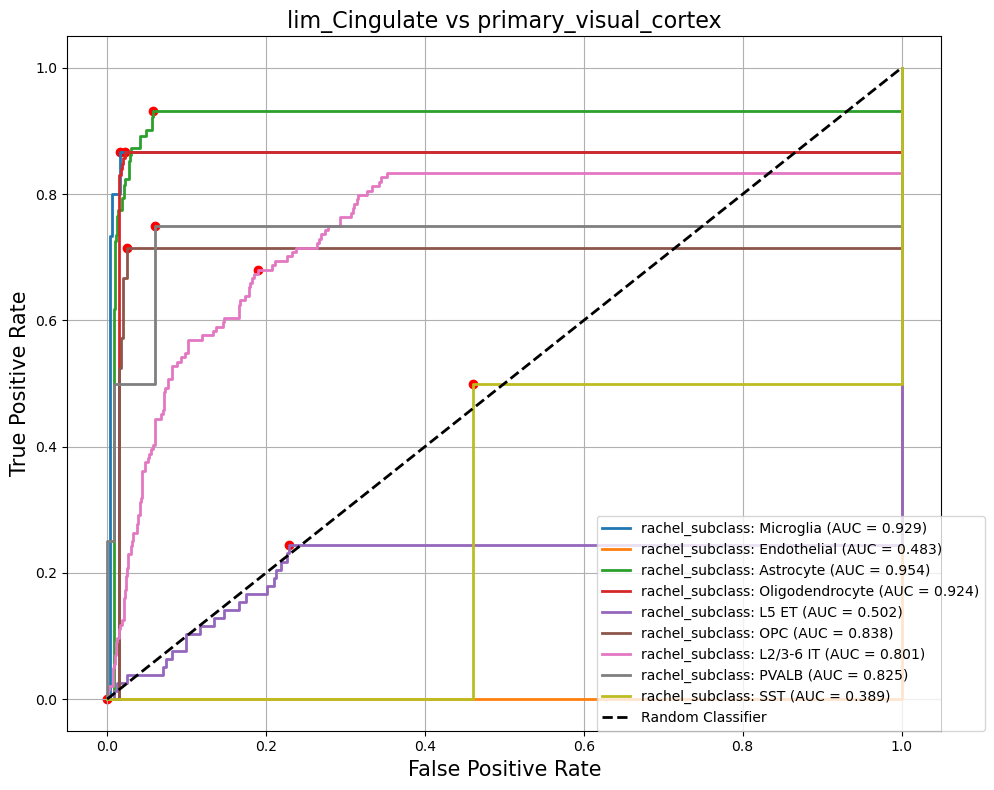 lim_Cingulate vs primary_visual_cortex
True Positive Rate
1.0
0.8
0.6
0.4
0.2
0.0
rachel_subclass: Microglia (AUC = 0.929)
rachel_subclass: Endothelial (AUC = 0.483)
rachel_subclass: Astrocyte (AUC = 0.954)
rachel_subclass: Oligodendrocyte (AUC = 0.924)
rachel_subclass: L5 ET (AUC = 0.502)
rachel_subclass: OPC (AUC = 0.838)
rachel_subclass: L2/3-6 IT (AUC = 0.801)
rachel_subclass: PVALB (AUC = 0.825)
rachel_subclass: SST (AUC = 0.389)
Random Classifier
0.0 0.2 0.4 0.6 0.8 1.0
False Positive Rate